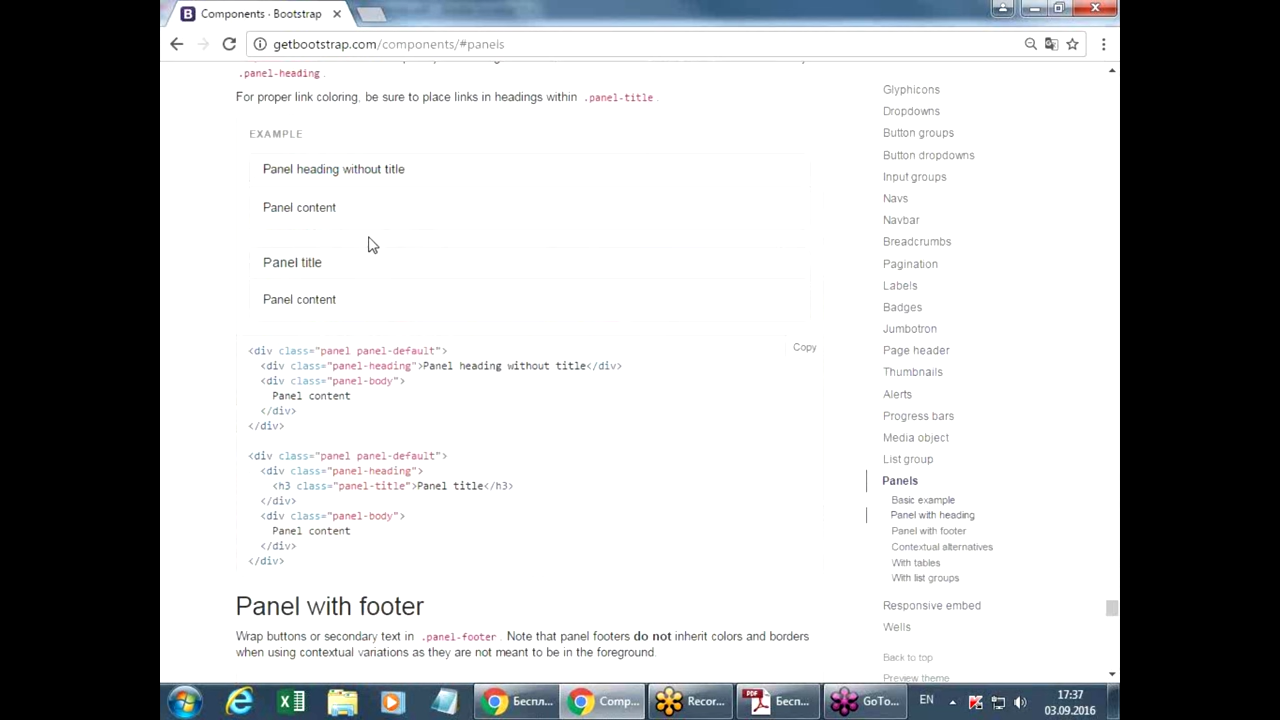 Components · Bootstrap
getbootstrap.com/components/#panels
.panel-heading.
For proper link coloring, be sure to place links in headings within .panel-title.
EXAMPLE
Panel heading without title
Panel content
Panel title
Panel content
Copy
<div class="panel panel-default">
<div class="panel-heading">Panel heading without title</div>
<div class="panel-body">
Panel content
</div>
</div>
<div class="panel panel-default">
<div class="panel-heading">
<h3 class="panel-title">Panel title</h3>
</div>
<div class="panel-body">
Panel content
</div>
</div>
Panel with footer
Wrap buttons or secondary text in .panel-footer. Note that panel footers do not inherit colors and borders
when using contextual variations as they are not meant to be in the foreground.
Glyphicons
Dropdowns
Button groups
Button dropdowns
Input groups
Navs
Navbar
Breadcrumbs
Pagination
Labels
Badges
Jumbotron
Page header
Thumbnails
Alerts
Progress bars
Media object
List group
Panels
Basic example
Panel with heading
Panel with footer
Contextual alternatives
With tables
With list groups
Responsive embed
Wells
Back to top
Preview theme
Беспл...
Comp...
Recor...
PDF
Бесп...
GoTo...
EN
17:37
03.09.2016